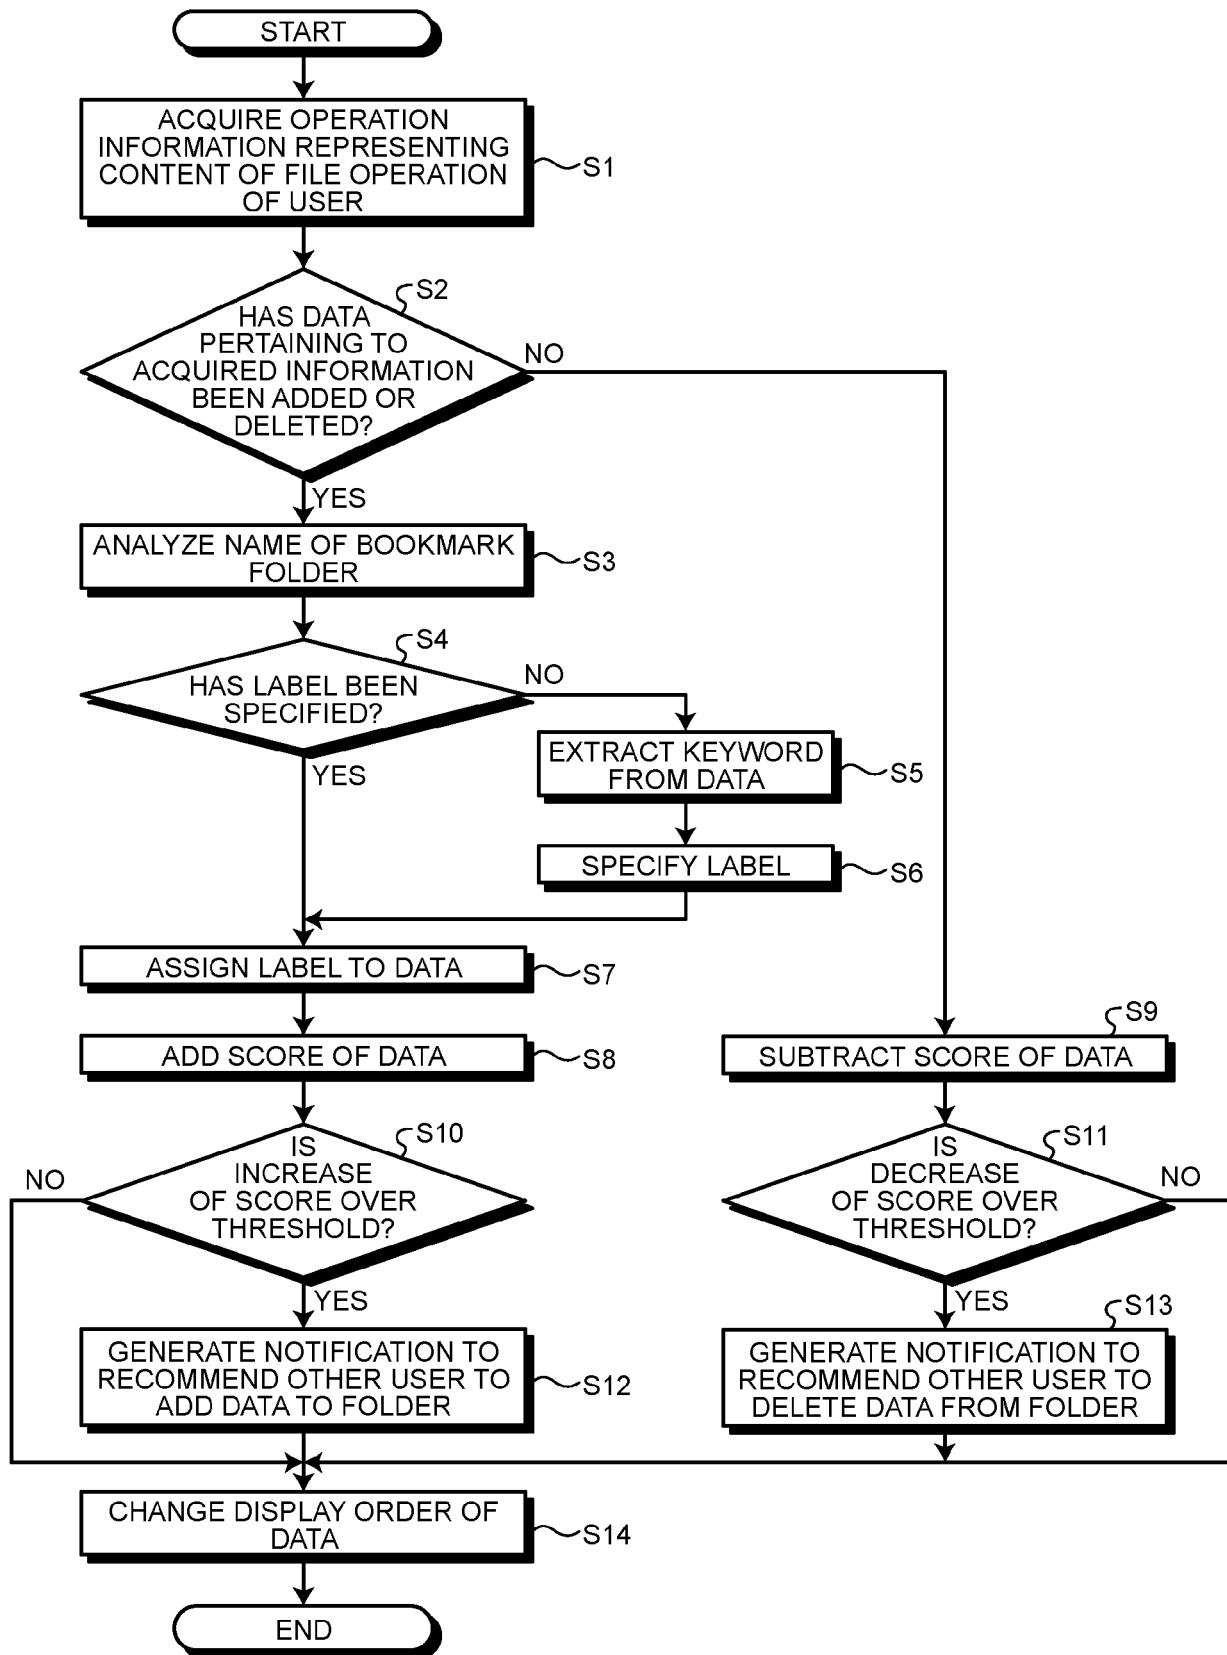 START
ACQUIRE OPERATION
INFORMATION REPRESENTING
CONTENT OF FILE OPERATION
OF USER
S1
S2
HAS DATA
PERTAINING TO
ACQUIRED INFORMATION
BEEN ADDED OR
DELETED?
NO
YES
ANALYZE NAME OF BOOKMARK
FOLDER
S3
S4
HAS LABEL BEEN
SPECIFIED?
NO
YES
EXTRACT KEYWORD
FROM DATA
S5
SPECIFY LABEL
S6
ASSIGN LABEL TO DATA
S7
ADD SCORE OF DATA
S8
S9
SUBTRACT SCORE OF DATA
S10
IS
INCREASE
OF SCORE OVER
THRESHOLD?
NO
YES
S11
IS
DECREASE
OF SCORE OVER
THRESHOLD?
NO
YES
GENERATE NOTIFICATION TO
RECOMMEND OTHER USER TO
ADD DATA TO FOLDER
S12
S13
GENERATE NOTIFICATION TO
RECOMMEND OTHER USER TO
DELETE DATA FROM FOLDER
CHANGE DISPLAY ORDER OF
DATA
S14
END